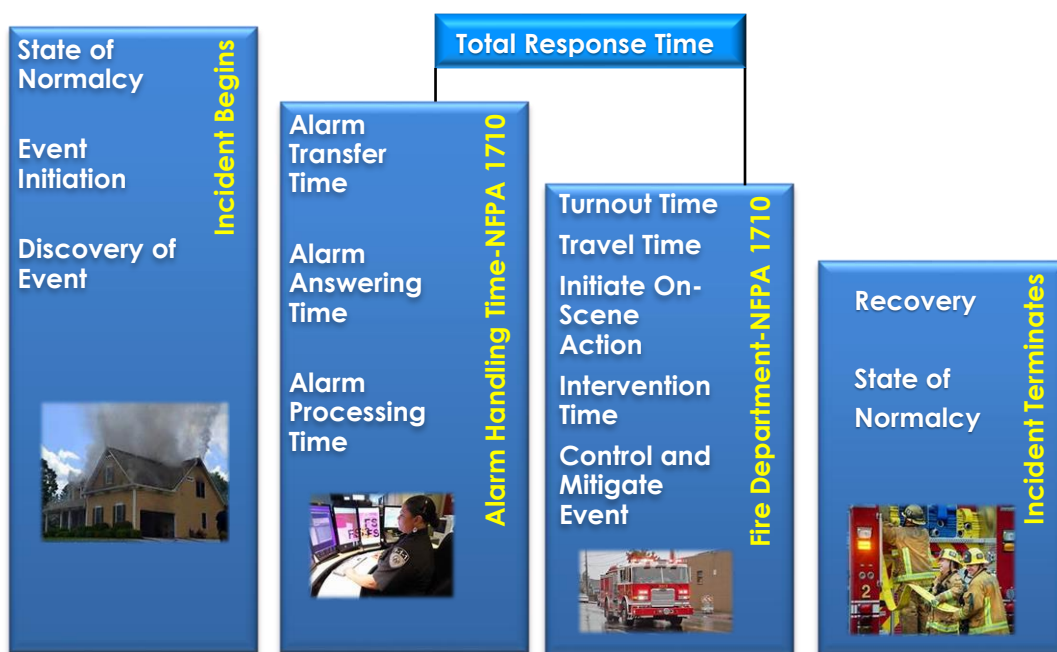 Total Response Time
State of
Normalcy
Event
Initiation
Discovery of
Event
Incident Begins
Alarm
Transfer
Time
Alarm
Answering
Time
Alarm
Processing
Time
Alarm Handling Time-NFPA 1710
Turnout Time
Travel Time
Initiate On-
Scene
Action
Intervention
Time
Control and
Mitigate
Event
Fire Department-NFPA 1710
Recovery
State of
Normalcy
Incident Terminates
2